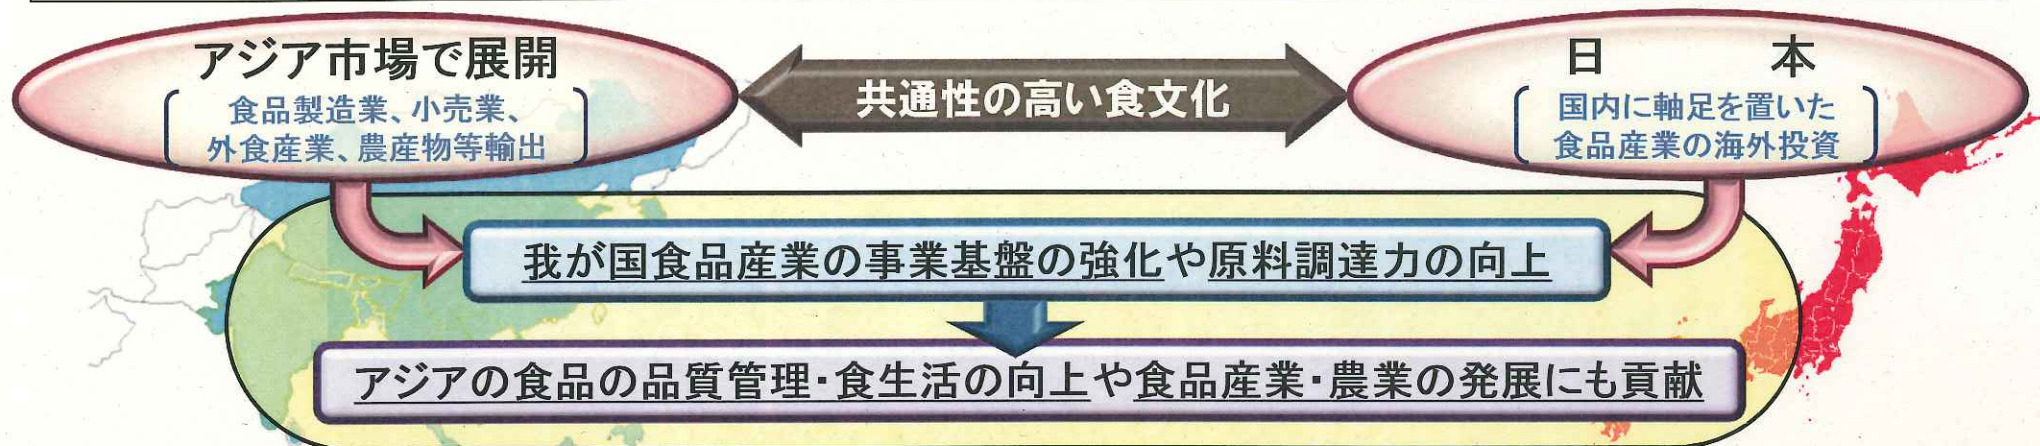 アジア市場で展開
食品製造業、小売業、
外食産業、農産物等輸出
共通性の高い食文化
日　本
国内に軸足を置いた
食品産業の海外投資
我が国食品産業の事業基盤の強化や原料調達力の向上
アジアの食品の品質管理・食生活の向上や食品産業・農業の発展にも貢献